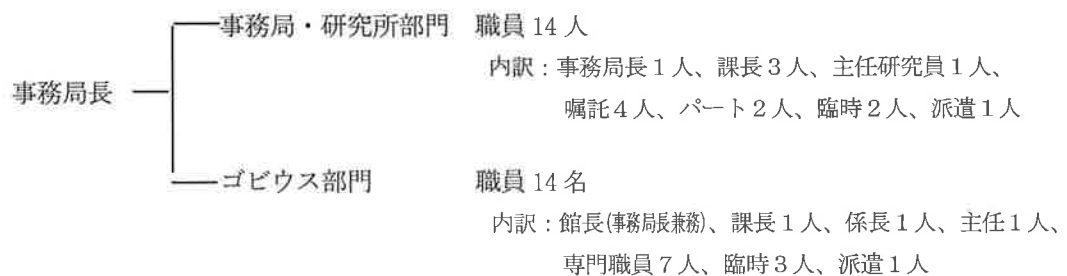 事務局・研究所部門 職員 14 人
内訳：事務局長１人、課長３人、主任研究員１人、
事務局長
嘱託４人、パート２人、臨時２人、派遣１人
ゴビウス部門 職員 14 名
内訳：館長(事務局長兼務)、課長１人、係長１人、主任１人、
専門職員７人、臨時３人、派遣１人